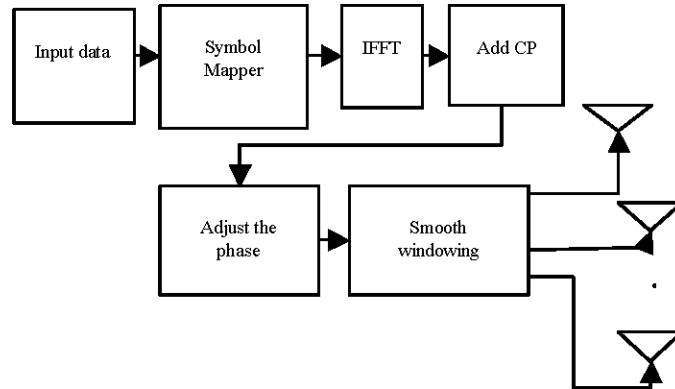 Input data
Symbol
Mapper
IFFT
Add CP
Adjust the
phase
Smooth
windowing